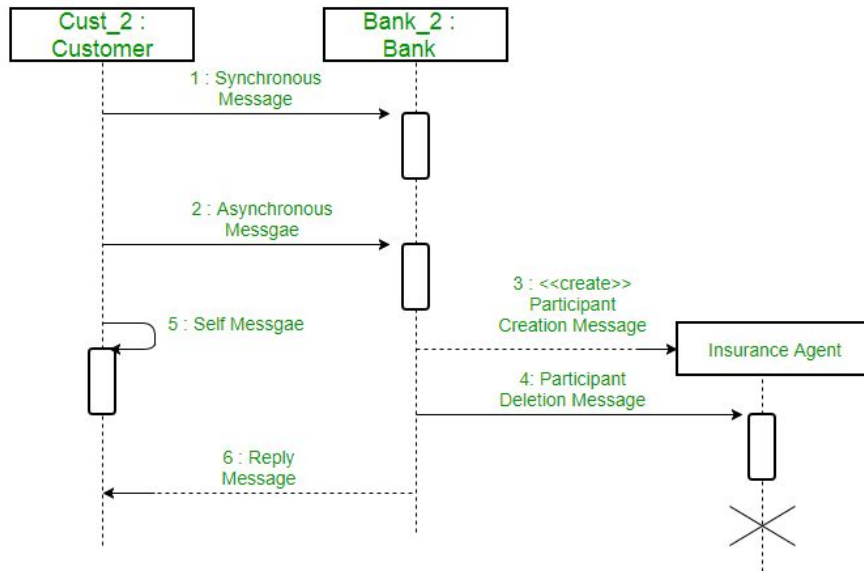 Cust_2 :
Customer
Bank_2 :
Bank
1 : Synchronous
Message
2 : Asynchronous
Messgae
3 : <<create>>
Participant
Creation Message
5 : Self Messgae
Insurance Agent
4: Participant
Deletion Message
6 : Reply
Message